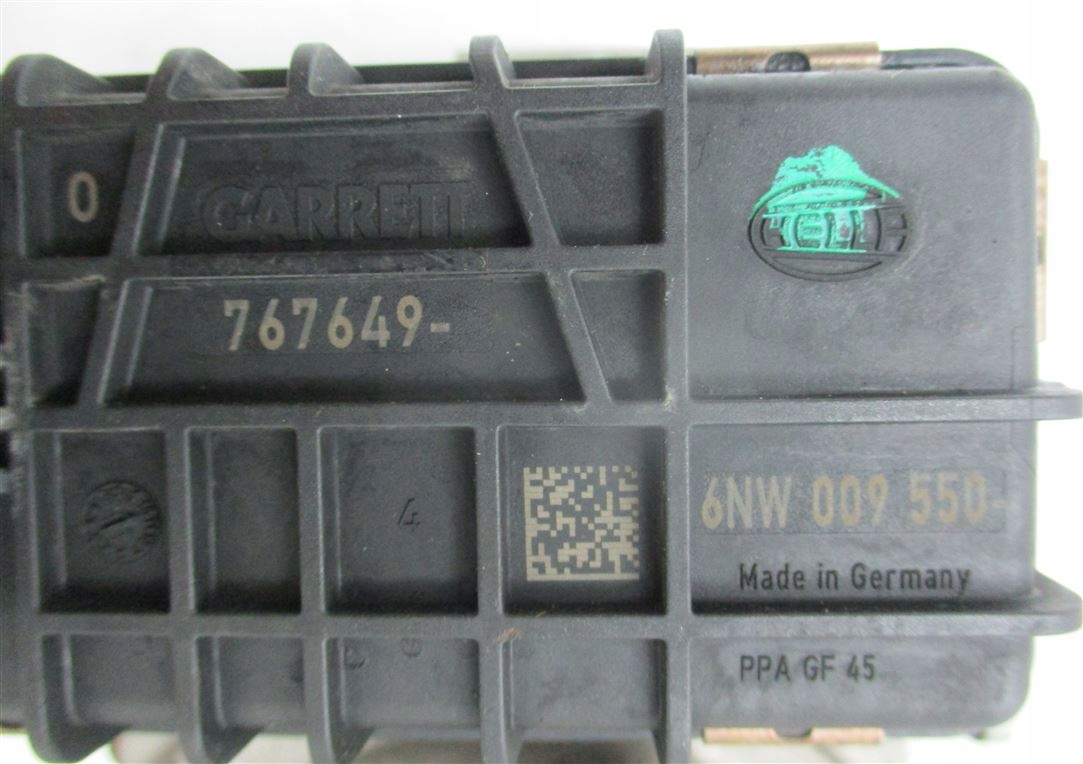 0
GARRETT
767649-
HELLA
4
6NW 009 550-
Made in Germany
PPA GF 45